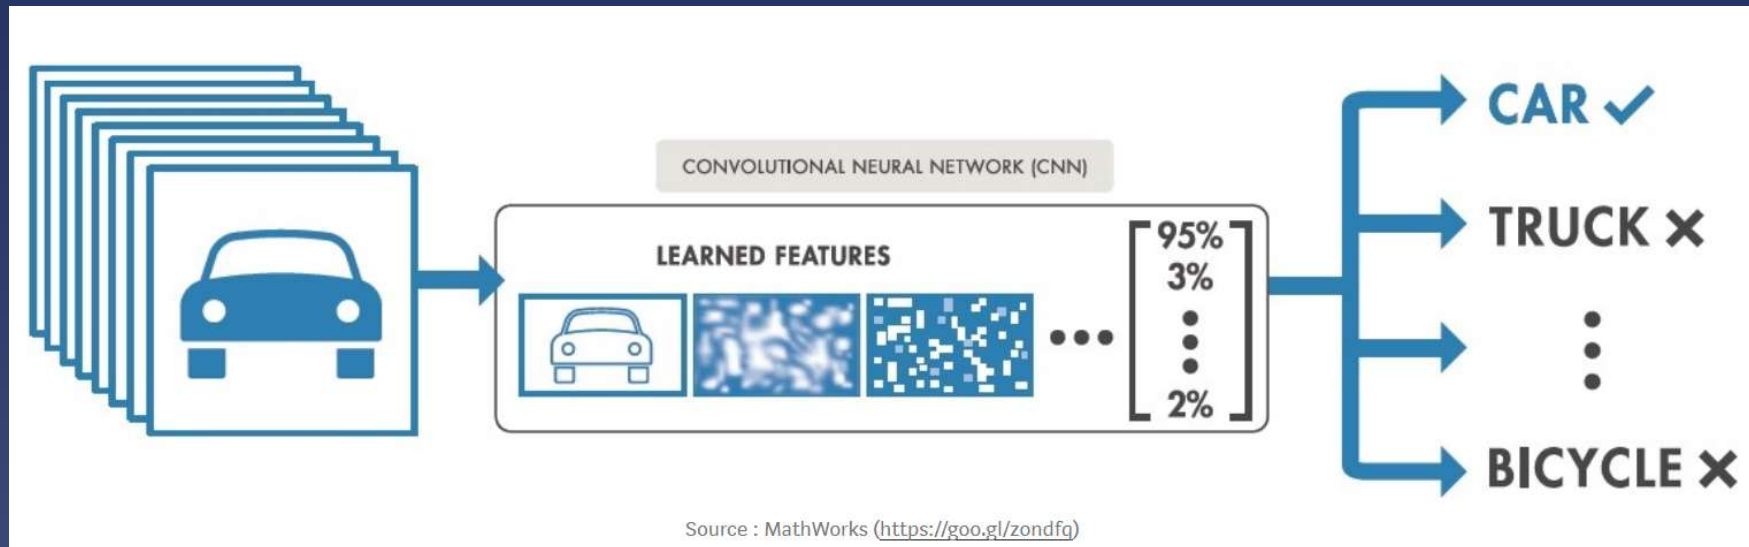 CONVOLUTIONAL NEURAL NETWORK (CNN)
LEARNED FEATURES
95%
3%
2%
CAR
TRUCK
BICYCLE
Source : MathWorks (https://goo.gl/zondfq)